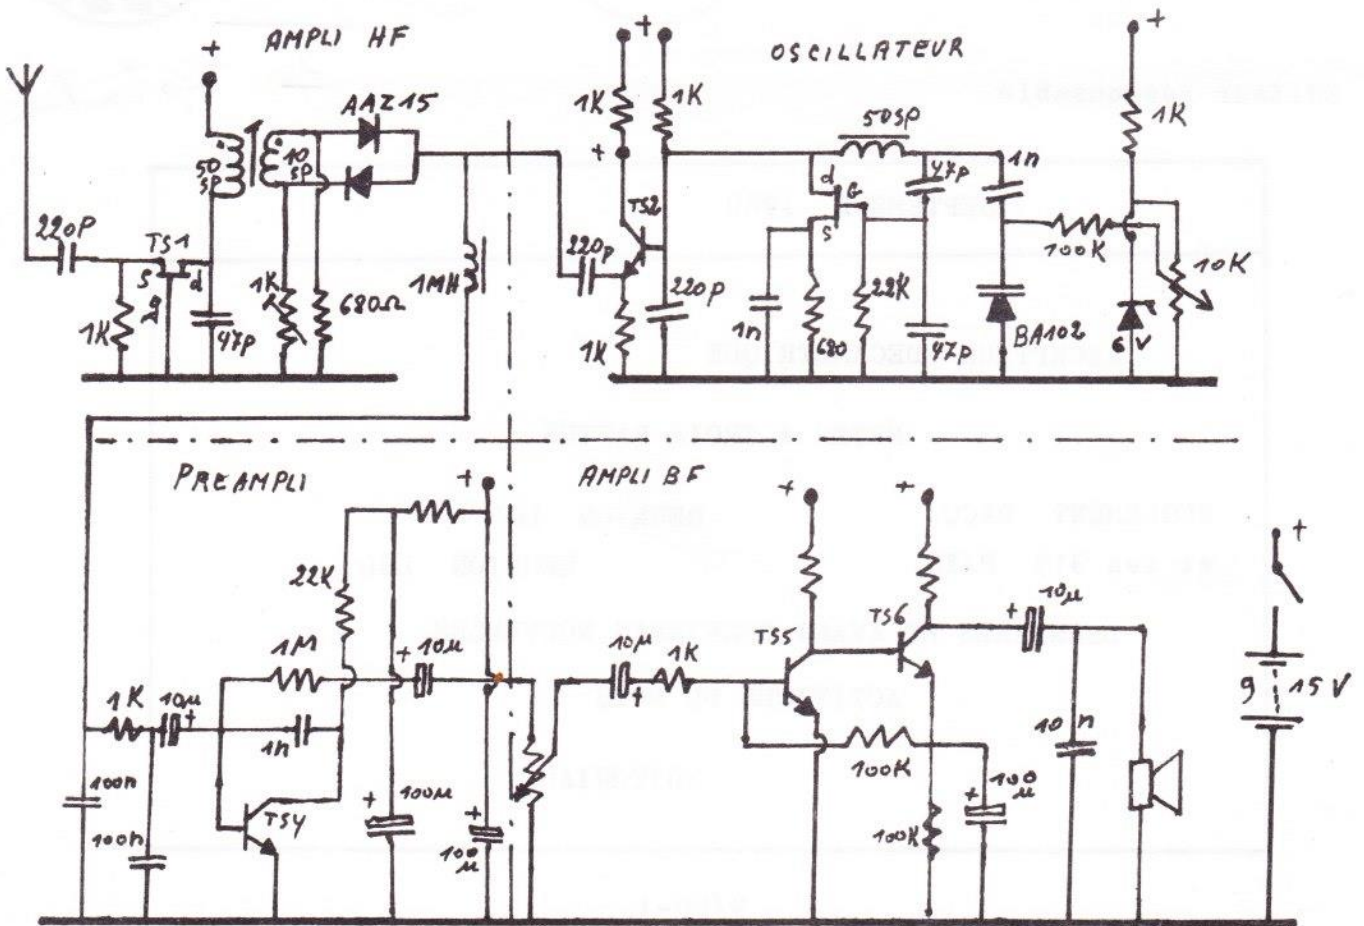 AMPLI HF
+
AAZ15
50 sp
10 sp
220P
TS1
S
d
g
1K
47p
1K
680Ω
1MH
OSCILLATEUR
+
+
1K
1K
+
TS2
220p
220p
1K
50SP
d
G
S
47p
1n
1n
680
22K
47p
100K
BA102
+
1K
10K
6V
PREAMPLI
+
22K
1M
10µ
+
1K
10µ
+
1n
100n
100n
TS4
+
100µ
+
100µ
AMPLI BF
+
+
10µ
+
1K
TS5
TS6
+
10µ
100K
100K
+
100µ
10n
+
9
15V